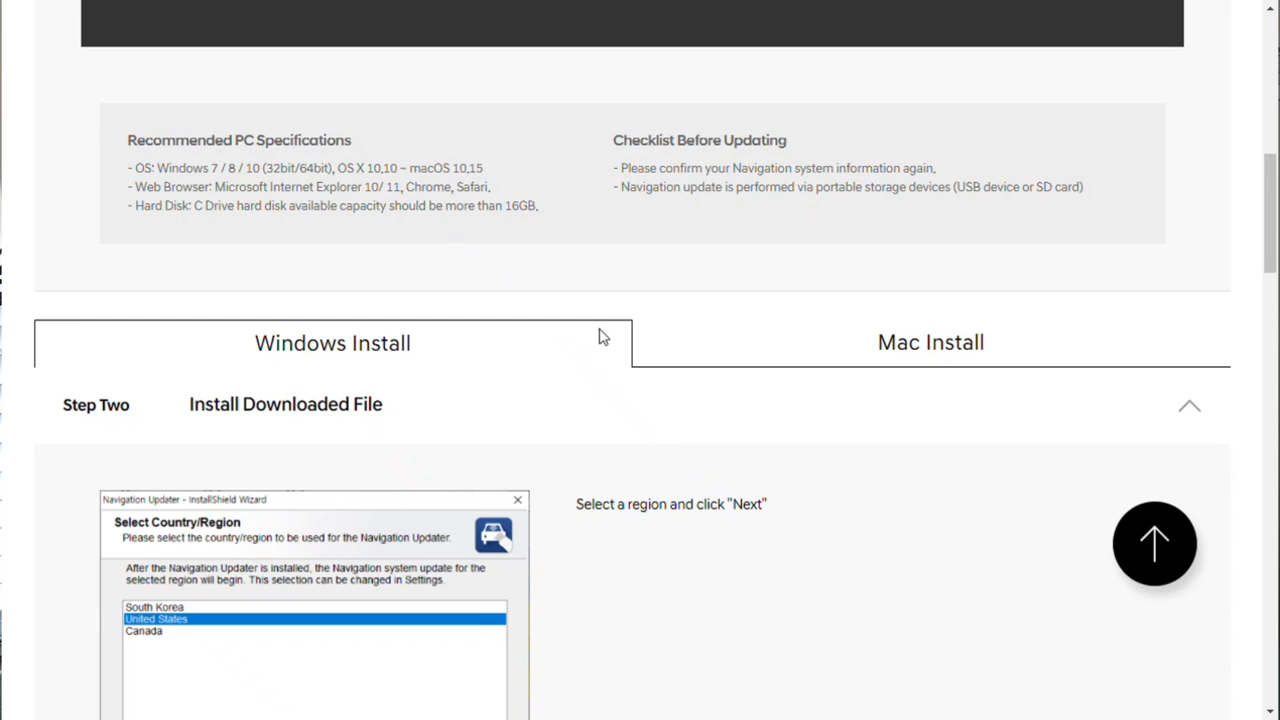 Recommended PC Specifications
- OS: Windows 7 / 8 / 10 (32bit/64bit), OS X 10.10 ~ macOS 10.15
- Web Browser: Microsoft Internet Explorer 10/ 11, Chrome, Safari.
- Hard Disk: C Drive hard disk available capacity should be more than 16GB.
Checklist Before Updating
- Please confirm your Navigation system information again.
- Navigation update is performed via portable storage devices (USB device or SD card)
Windows Install
Mac Install
Step Two
Install Downloaded File
Navigation Updater - InstallShield Wizard
Select Country/Region
Please select the country/region to be used for the Navigation Updater.
After the Navigation Updater is installed, the Navigation system update for the
selected region will begin. This selection can be changed in Settings.
South Korea
United States
Canada
Select a region and click "Next"